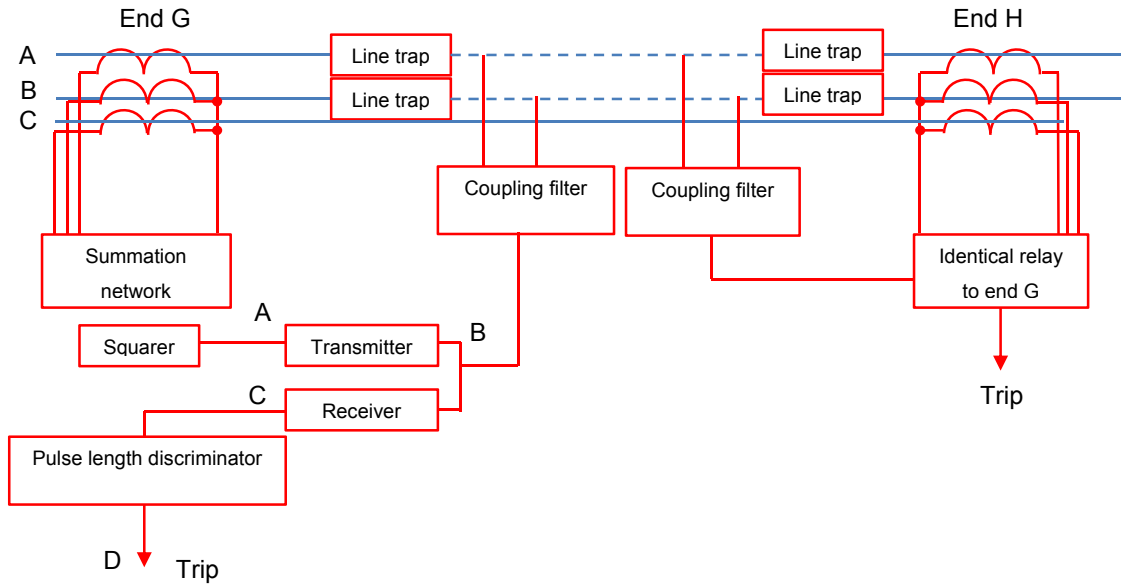 End G
End H
A
Line trap
Line trap
B
Line trap
Line trap
C
Coupling filter
Coupling filter
Summation
network
Identical relay
to end G
A
B
Squarer
Transmitter
C
Receiver
Trip
Pulse length discriminator
D
Trip